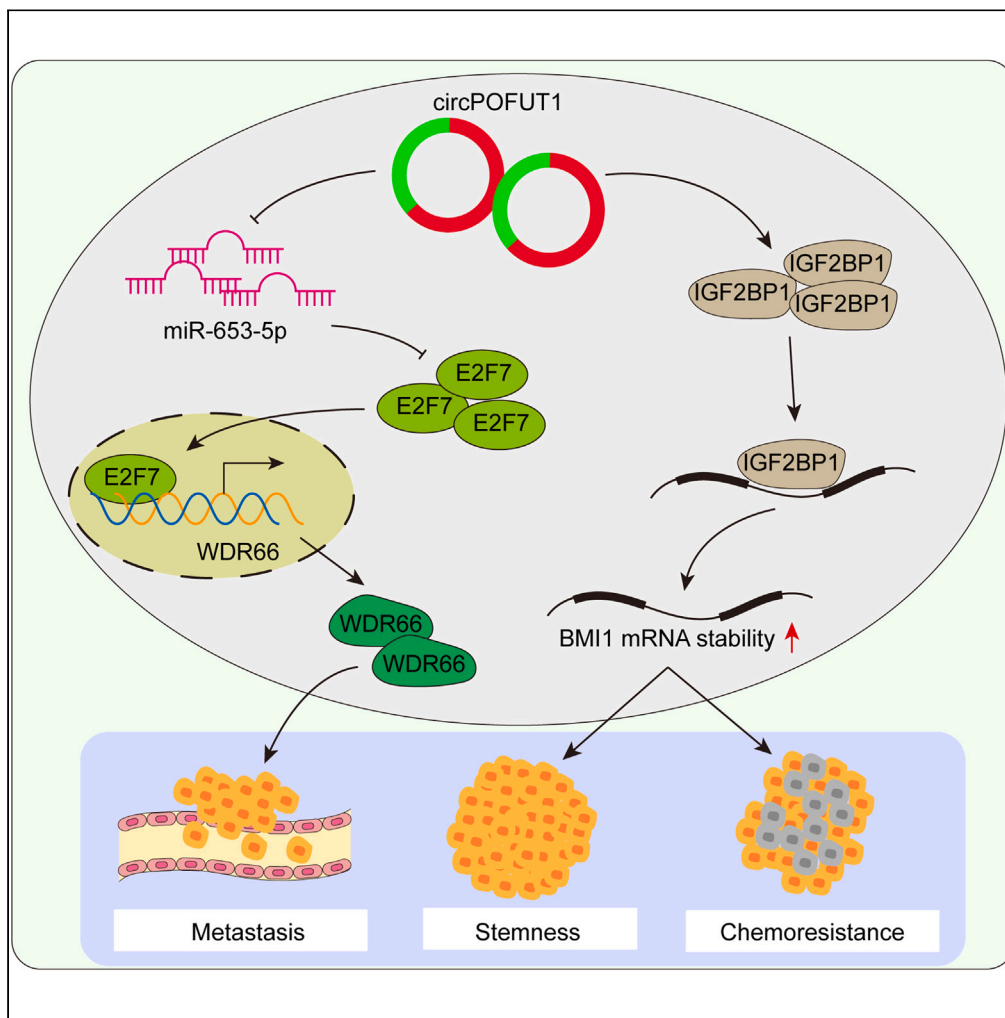 circPOFUT1
IGF2BP1
IGF2BP1
IGF2BP1
miR-653-5p
E2F7
E2F7
E2F7
E2F7
IGF2BP1
WDR66
WDR66
WDR66
BMI1 mRNA stability
Metastasis
Stemness
Chemoresistance